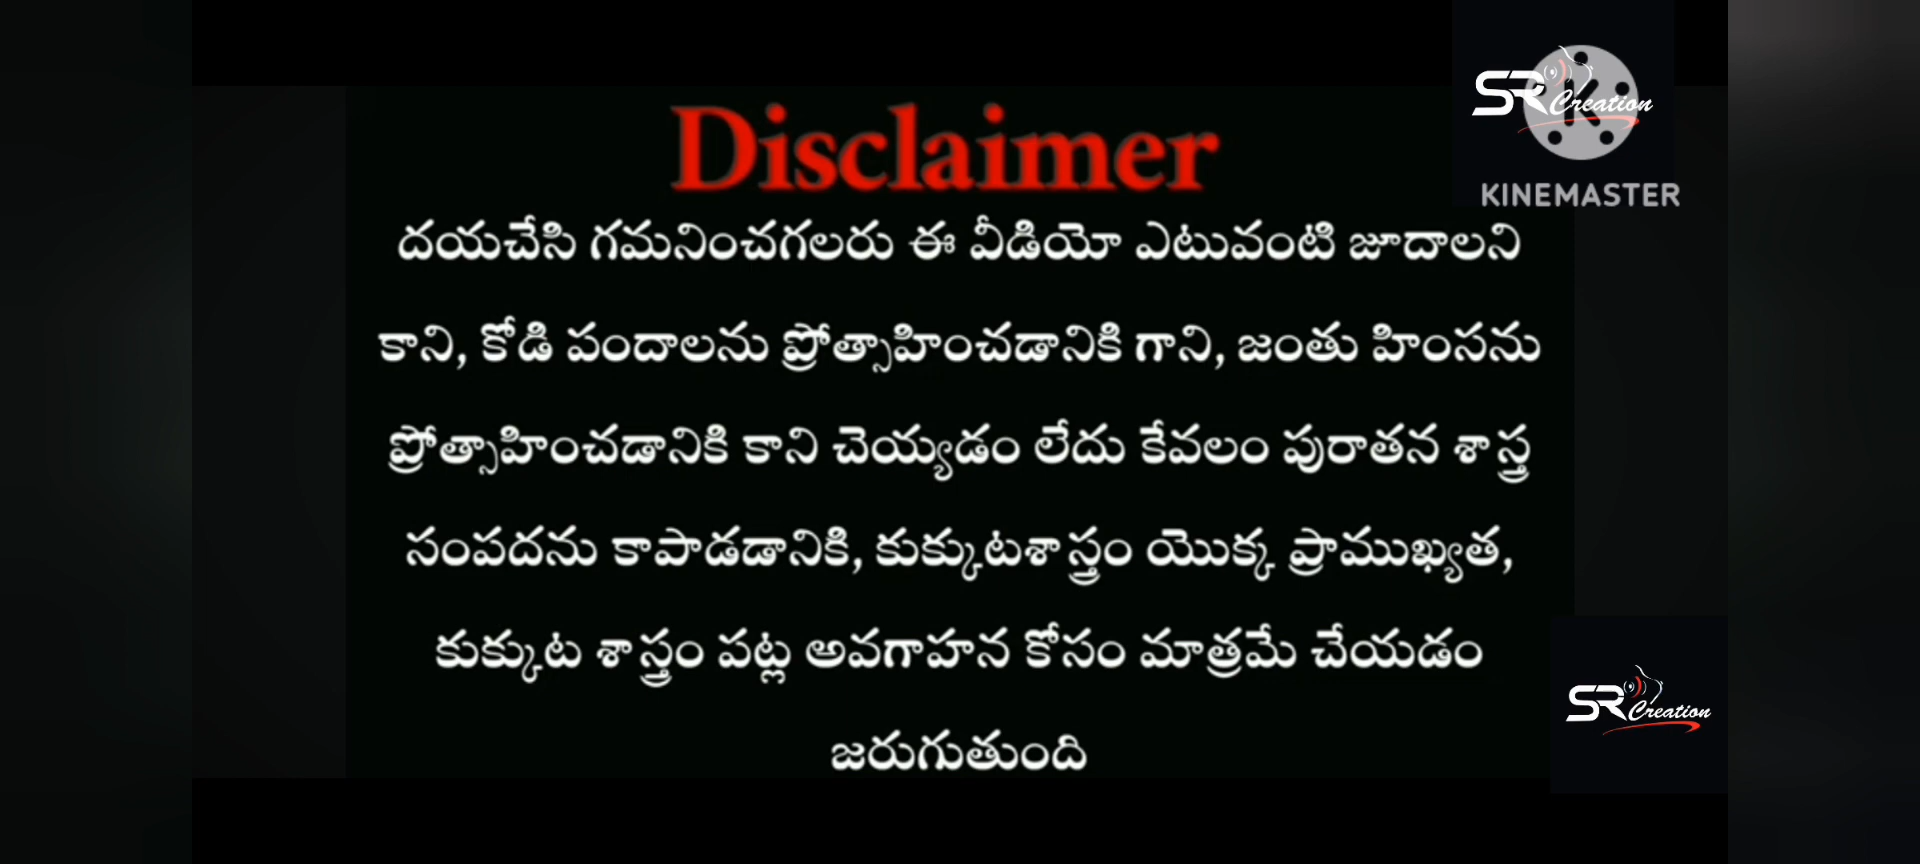 Disclaimer
దయచేసి గమనించగలరు ఈ వీడియో ఎటువంటి జూదాలని
కాని, కోడి పందాలను ప్రోత్సాహించడానికి గాని, జంతు హింసను
ప్రోత్సాహించడానికి కాని చెయ్యడం లేదు కేవలం పురాతన శాస్త్ర
సంపదను కాపాడడానికి, కుక్కుటశాస్త్రం యొక్క ప్రాముఖ్యత,
కుక్కుట శాస్త్రం పట్ల అవగాహన కోసం మాత్రమే చేయడం
జరుగుతుంది
SR Creation
K
KINEMASTER
SR Creation